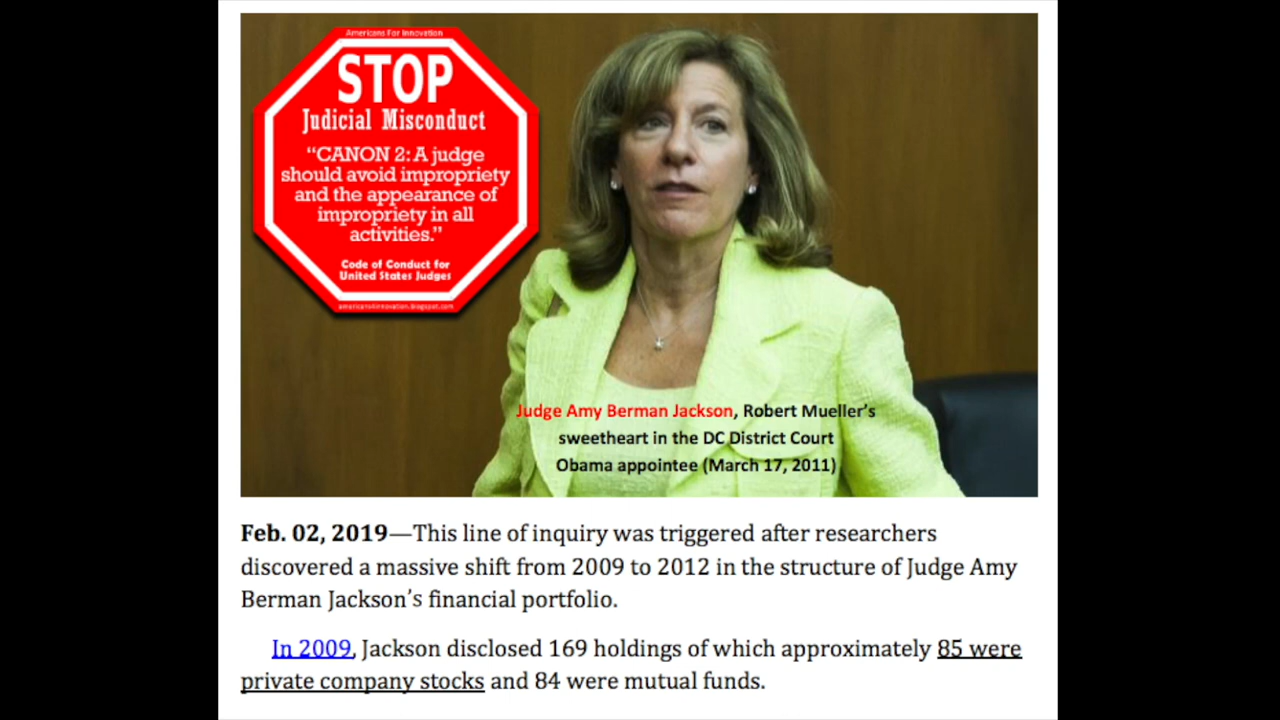 Americans For Innovation
STOP
Judicial Misconduct
“CANON 2: A judge
should avoid impropriety
and the appearance of
impropriety in all
activities.”
Code of Conduct for
United States Judges
americans4innovation.blogspot.com
Judge Amy Berman Jackson, Robert Mueller’s
sweetheart in the DC District Court
Obama appointee (March 17, 2011)
Feb. 02, 2019—This line of inquiry was triggered after researchers
discovered a massive shift from 2009 to 2012 in the structure of Judge Amy
Berman Jackson’s financial portfolio.
In 2009, Jackson disclosed 169 holdings of which approximately 85 were
private company stocks and 84 were mutual funds.